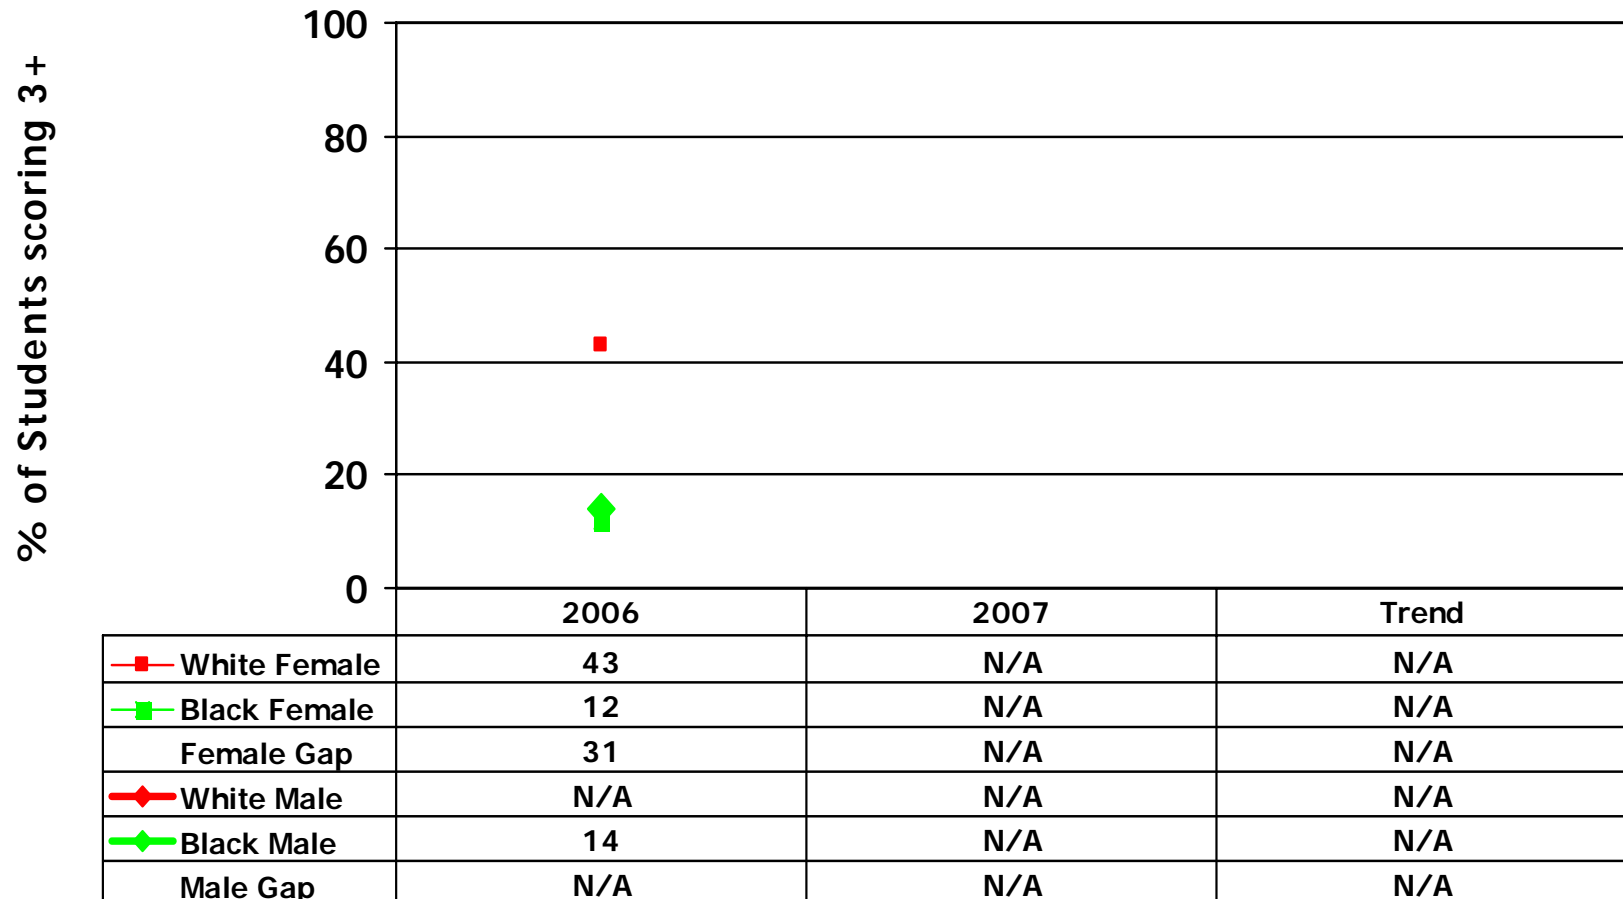 % of Students scoring 3+
100
80
60
40
20
0
2006 2007 Trend
White Female 43 N/A N/A
Black Female 12 N/A N/A
Female Gap 31 N/A N/A
White Male N/A N/A N/A
Black Male 14 N/A N/A
Male Gap N/A N/A N/A